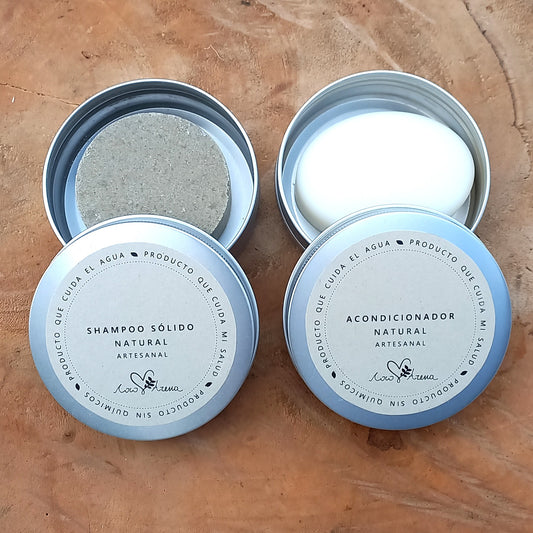 PRODUCTO QUE CUIDA EL AGUA
PRODUCTO QUE CUIDA MI SALUD
PRODUCTO SIN QUÍMICOS
SHAMPOO SÓLIDO
NATURAL
ARTESANAL
PRODUCTO QUE CUIDA EL AGUA
PRODUCTO QUE CUIDA MI SALUD
PRODUCTO SIN QUÍMICOS
ACONDICIONADOR
NATURAL
ARTESANAL